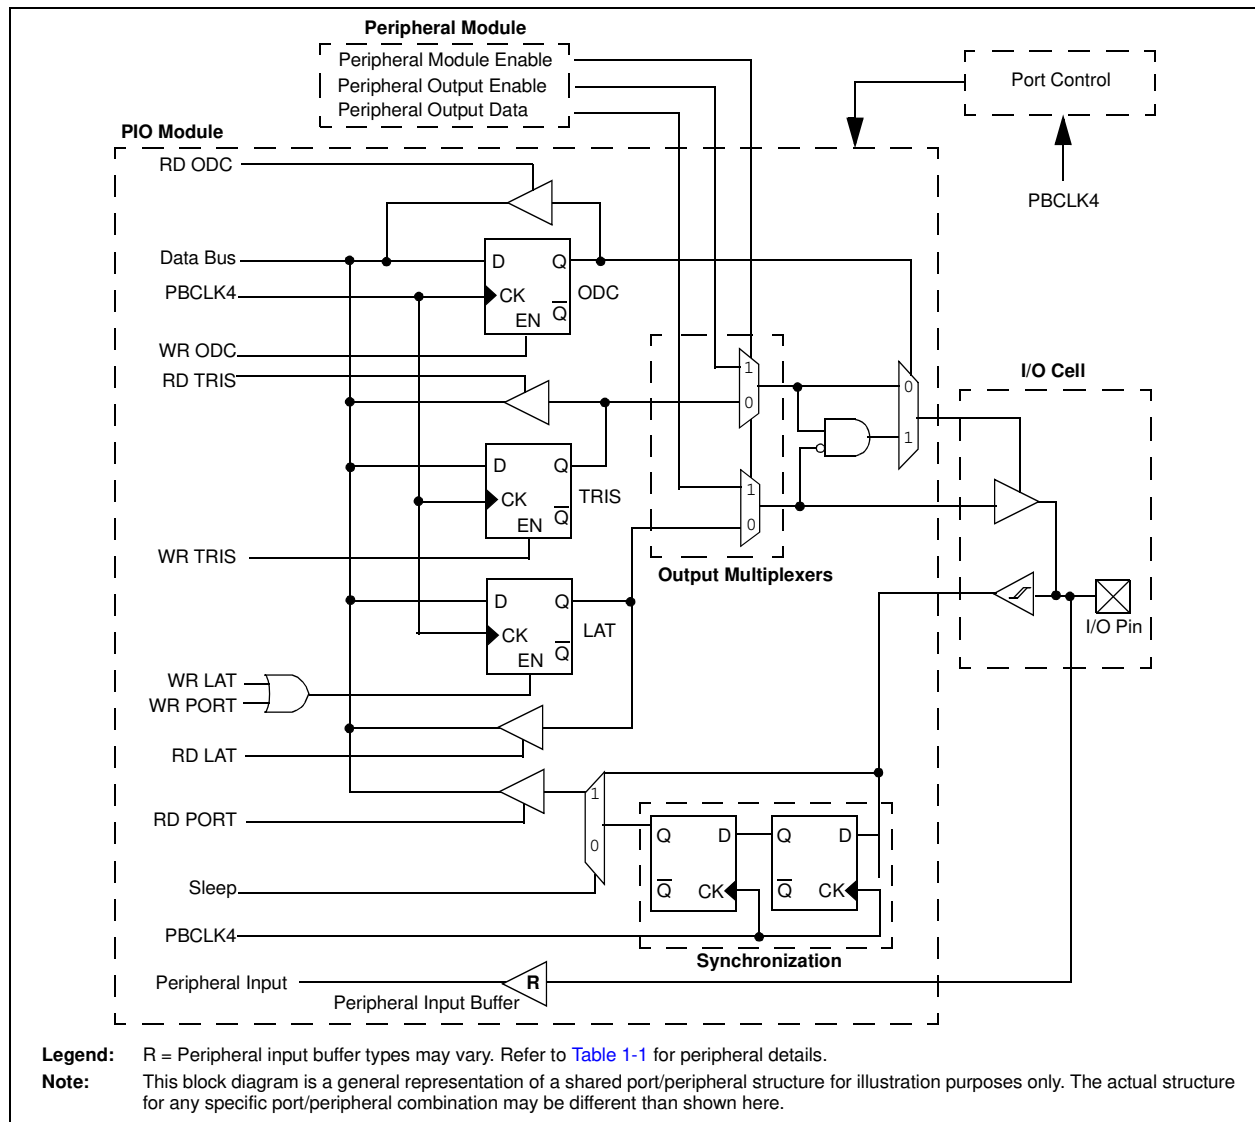 Peripheral Module
Peripheral Module Enable
Peripheral Output Enable
Peripheral Output Data
Port Control
PBCLK4
PIO Module
RD ODC
Data Bus
PBCLK4
WR ODC
D Q
CK
EN Q
ODC
RD TRIS
D Q
CK
EN Q
TRIS
WR TRIS
D Q
CK
EN Q
LAT
WR LAT
WR PORT
RD LAT
RD PORT
Sleep
PBCLK4
1
0
1
0
Output Multiplexers
0
1
I/O Cell
I/O Pin
1
0
Q D
Q CK
Q D
Q CK
Synchronization
Peripheral Input
R
Peripheral Input Buffer
Legend: R = Peripheral input buffer types may vary. Refer to Table 1-1 for peripheral details.
Note: This block diagram is a general representation of a shared port/peripheral structure for illustration purposes only. The actual structure
for any specific port/peripheral combination may be different than shown here.